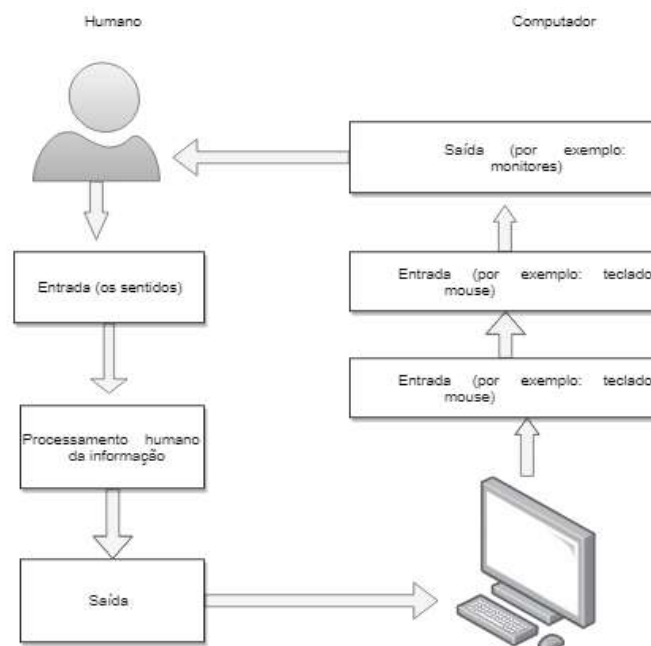 Humano
Computador
Saída (por exemplo:
monitores)
Entrada (os sentidos)
Entrada (por exemplo: teclado
mouse)
Entrada (por exemplo: teclado
mouse)
Processamento humano
da informação
Saída